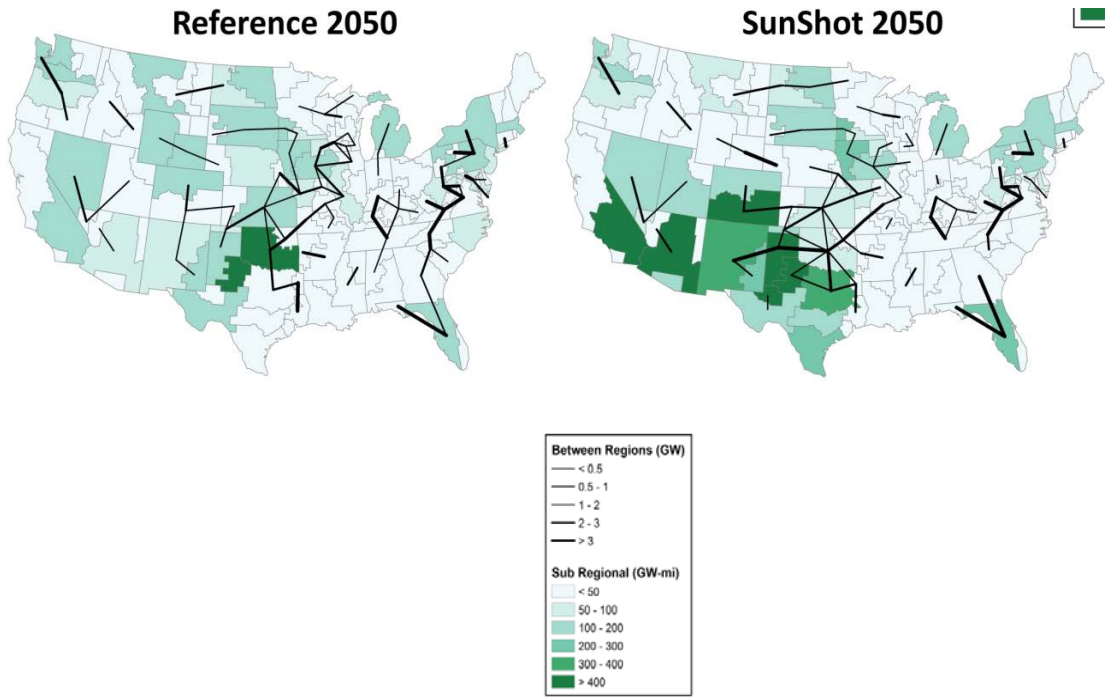 Reference 2050
SunShot 2050
Between Regions (GW)
< 0.5
0.5 - 1
1 - 2
2 - 3
> 3
Sub Regional (GW-mi)
< 50
50 - 100
100 - 200
200 - 300
300 - 400
> 400